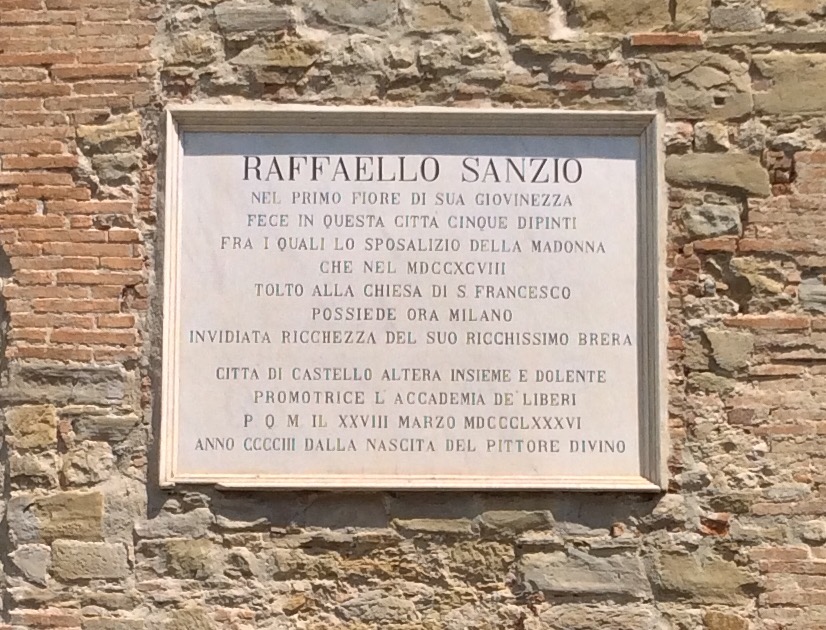 RAFFAELLO SANZIO
NEL PRIMO FIORE DI SUA GIOVINEZZA
FECE IN QUESTA CITTÀ CINQUE DIPINTI
FRA I QUALI LO SPOSALIZIO DELLA MADONNA
CHE NEL MDCCXCVIII
TOLTO ALLA CHIESA DI S. FRANCESCO
POSSIEDE ORA MILANO
INVIDIATA RICCHEZZA DEL SUO RICCHISSIMO BRERA
CITTÀ DI CASTELLO ALTERA INSIEME E DOLENTE
PROMOTRICE L'ACCADEMIA DE' LIBERI
P Q M IL XXVIII MARZO MDCCCLXXXVI
ANNO CCCCIII DALLA NASCITA DEL PITTORE DIVINO